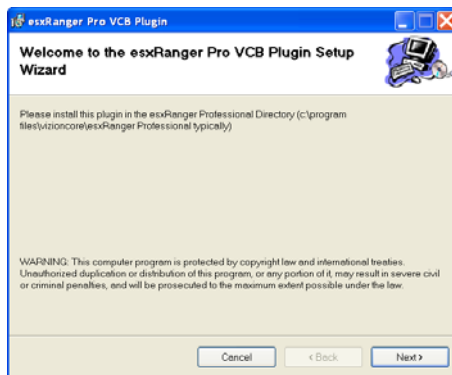 esxRanger Pro VCB Plugin
Welcome to the esxRanger Pro VCB Plugin Setup
Wizard
Please install this plugin in the esxRanger Professional Directory (c:\program
files\vizioncore\esxRanger Professional typically)
WARNING: This computer program is protected by copyright law and international treaties.
Unauthorized duplication or distribution of this program, or any portion of it, may result in severe civil
or criminal penalties, and will be prosecuted to the maximum extent possible under the law.
Cancel
< Back
Next >